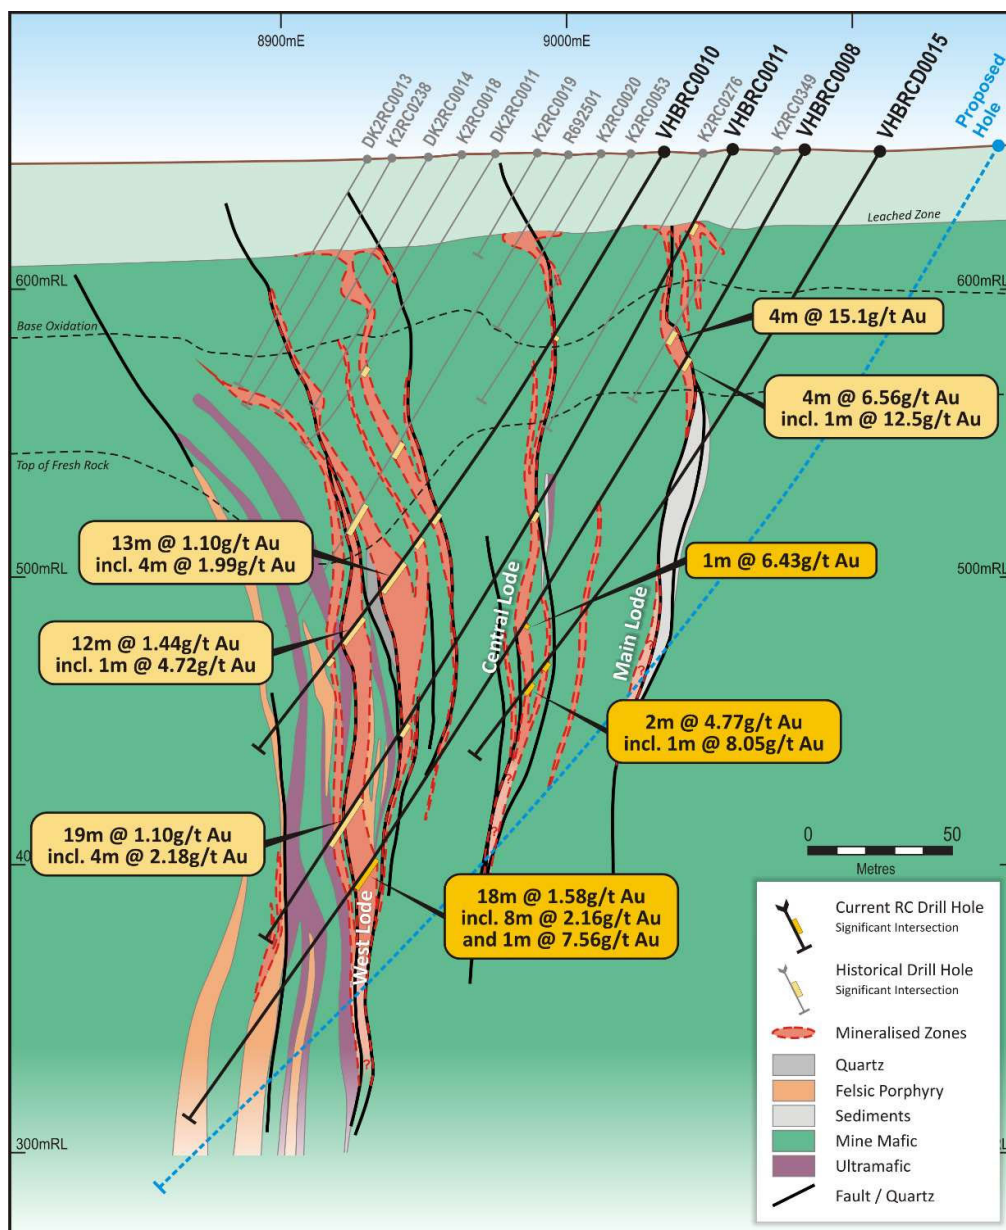 8900mE
9000mE
DK2RC0013
K2RC0238
DK2RC0014
K2RC0018
DK2RC0011
K2RC0019
R692501
K2RC0020
K2RC0053
VHBRC0010
K2RC0276
VHBRC0011
K2RC0349
VHBRC0008
VHBRCD0015
Proposed
Hole
Leached Zone
600mRL
600mRL
Base Oxidation
4m @ 15.1g/t Au
4m @ 6.56g/t Au
incl. 1m @ 12.5g/t Au
Top of Fresh Rock
13m @ 1.10g/t Au
incl. 4m @ 1.99g/t Au
500mRL
500mRL
1m @ 6.43g/t Au
Central Lode
Main Lode
12m @ 1.44g/t Au
incl. 1m @ 4.72g/t Au
?
?
2m @ 4.77g/t Au
incl. 1m @ 8.05g/t Au
?
?
19m @ 1.10g/t Au
incl. 4m @ 2.18g/t Au
0 50
Metres
18m @ 1.58g/t Au
incl. 8m @ 2.16g/t Au
and 1m @ 7.56g/t Au
West Lode
?
300mRL
Current RC Drill Hole
Significant Intersection
Historical Drill Hole
Significant Intersection
Mineralised Zones
Quartz
Felsic Porphyry
Sediments
Mine Mafic
Ultramafic
Fault / Quartz